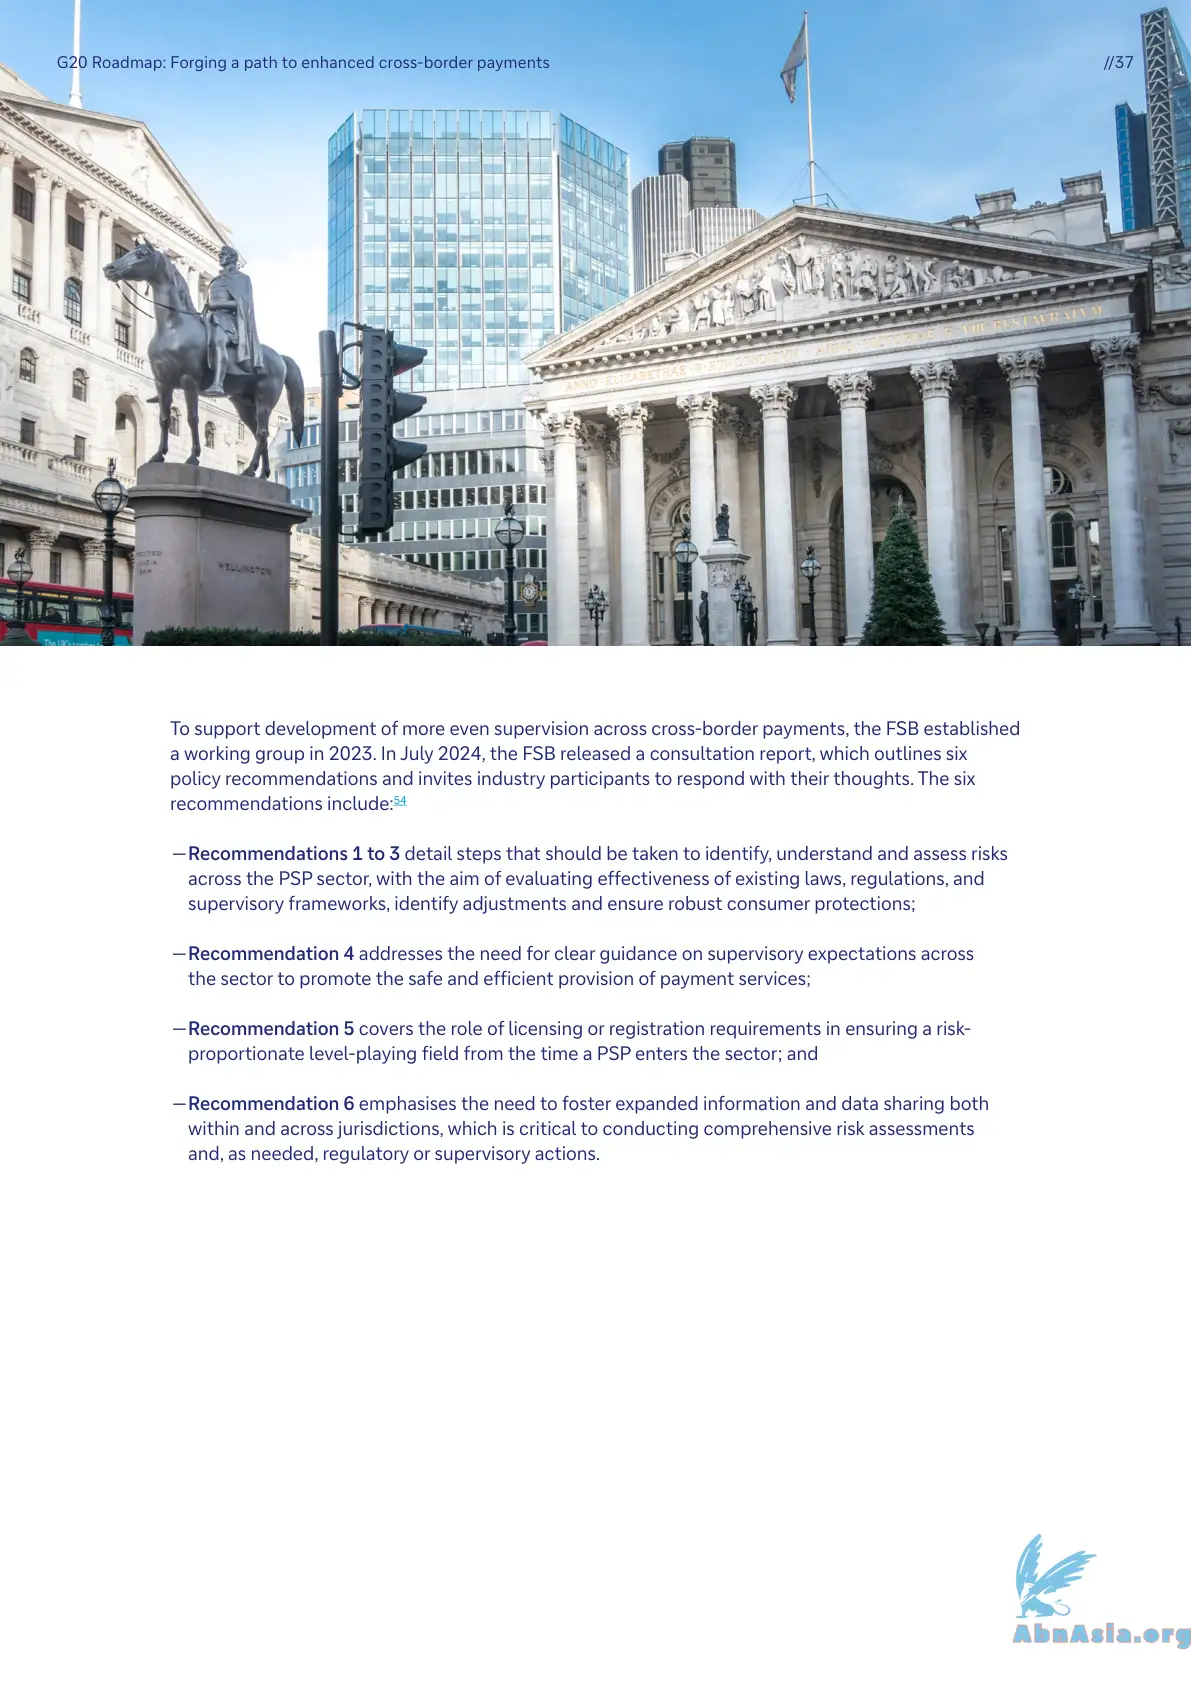 G20 Roadmap: Forging a path to enhanced cross-border payments
//37
ANNO · ELIZABETHAE · R · XIII · CONDITVM · ANNO · VICTORIAE · R · VIII · RESTAVRATVM
WELLINGTON
To support development of more even supervision across cross-border payments, the FSB established
a working group in 2023. In July 2024, the FSB released a consultation report, which outlines six
policy recommendations and invites industry participants to respond with their thoughts. The six
recommendations include:54
—Recommendations 1 to 3 detail steps that should be taken to identify, understand and assess risks
across the PSP sector, with the aim of evaluating effectiveness of existing laws, regulations, and
supervisory frameworks, identify adjustments and ensure robust consumer protections;
—Recommendation 4 addresses the need for clear guidance on supervisory expectations across
the sector to promote the safe and efficient provision of payment services;
—Recommendation 5 covers the role of licensing or registration requirements in ensuring a risk-
proportionate level-playing field from the time a PSP enters the sector; and
—Recommendation 6 emphasises the need to foster expanded information and data sharing both
within and across jurisdictions, which is critical to conducting comprehensive risk assessments
and, as needed, regulatory or supervisory actions.
AbnAsia.org